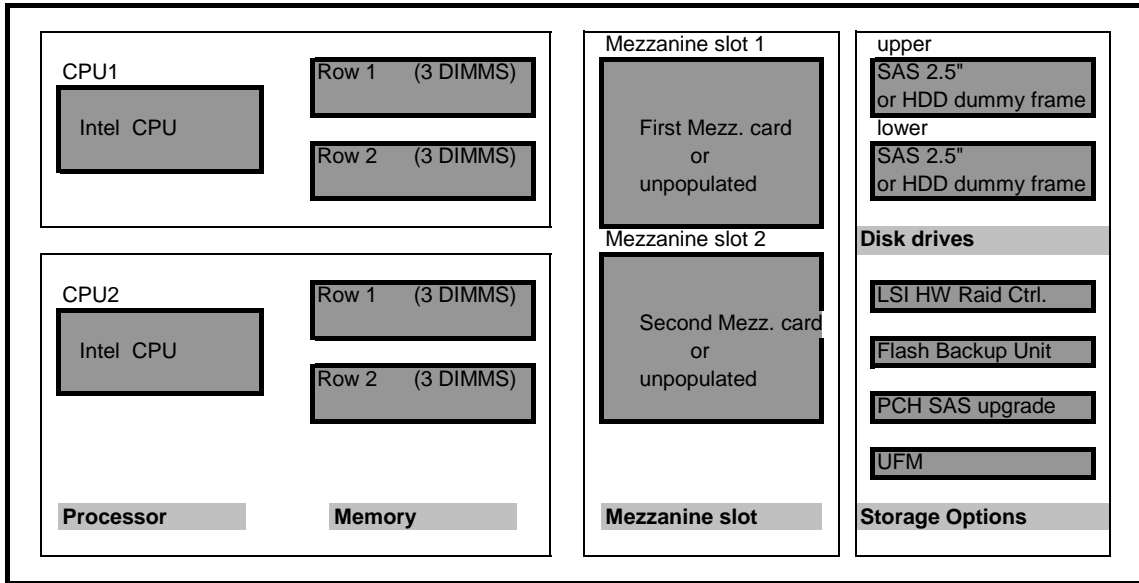 CPU1
Intel CPU
Row 1 (3 DIMMS)
Row 2 (3 DIMMS)
CPU2
Intel CPU
Row 1 (3 DIMMS)
Row 2 (3 DIMMS)
Processor
Memory
Mezzanine slot 1
First Mezz. card
or
unpopulated
Mezzanine slot 2
Second Mezz. card
or
unpopulated
Mezzanine slot
upper
SAS 2.5"
or HDD dummy frame
lower
SAS 2.5"
or HDD dummy frame
Disk drives
LSI HW Raid Ctrl.
Flash Backup Unit
PCH SAS upgrade
UFM
Storage Options